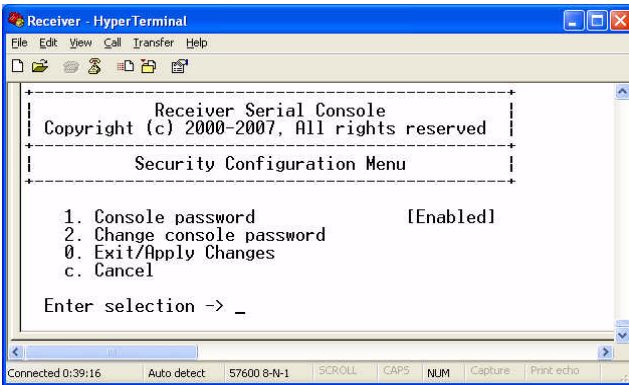 Receiver - HyperTerminal
File Edit View Call Transfer Help
Receiver Serial Console
Copyright (c) 2000-2007, All rights reserved
Security Configuration Menu
1. Console password [Enabled]
2. Change console password
0. Exit/Apply Changes
c. Cancel
Enter selection -> _
Connected 0:39:16 Auto detect 57600 8-N-1 SCROLL CAPS NUM Capture Print echo